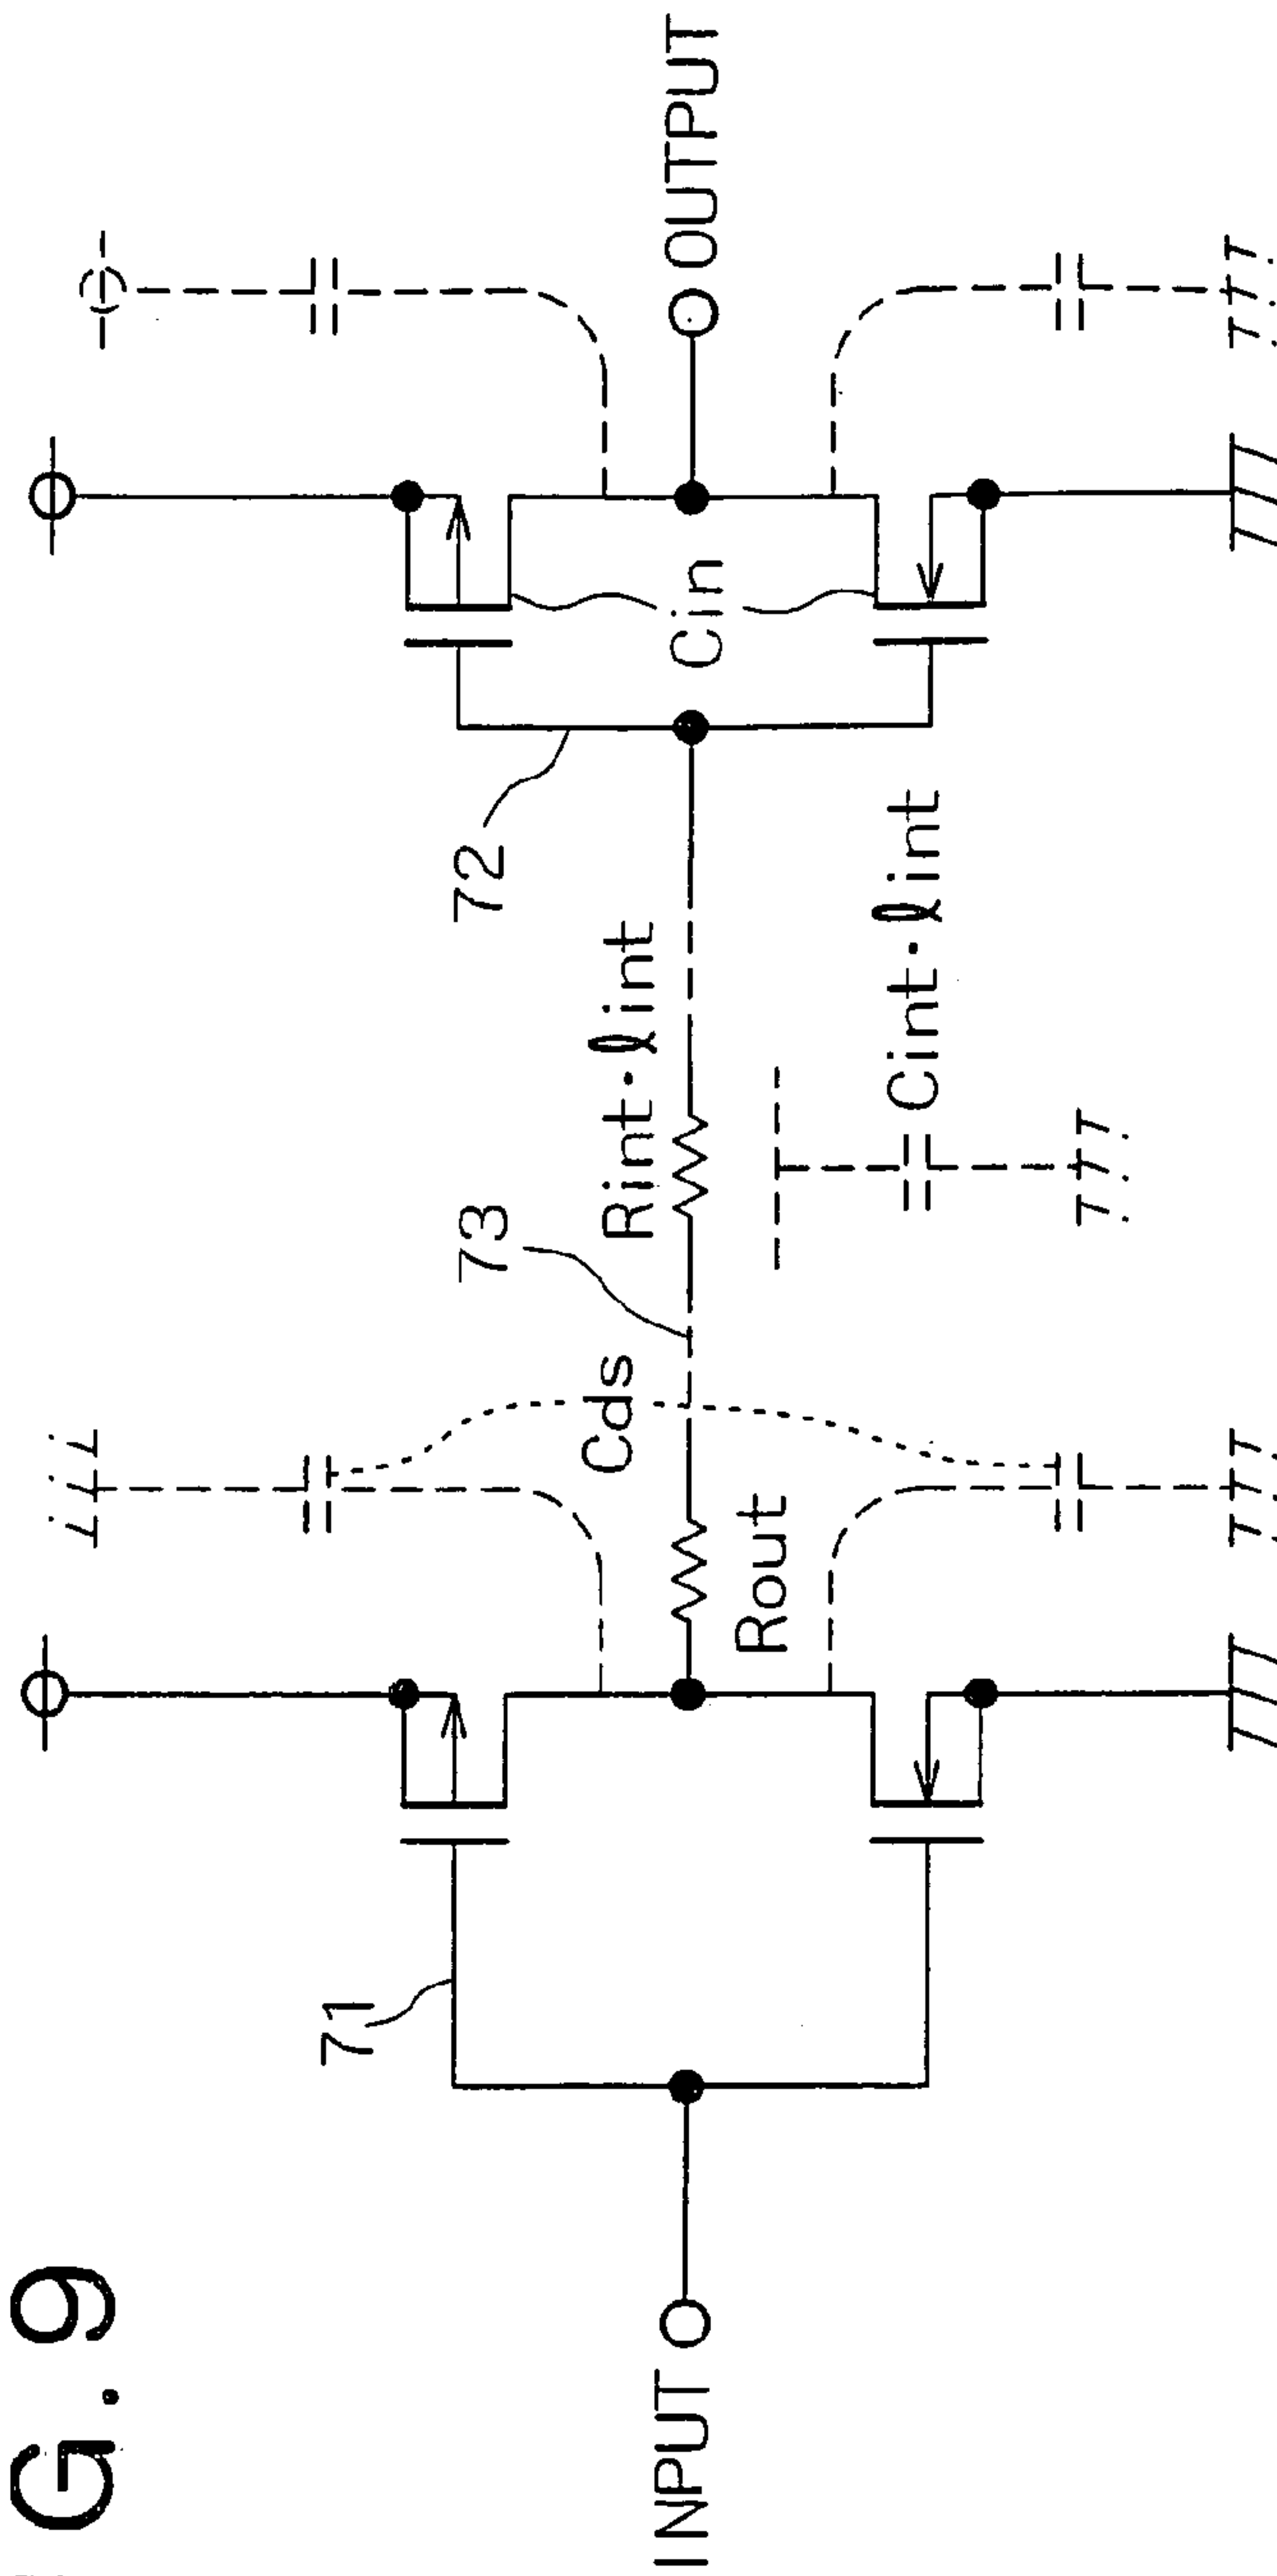 G. 9
INPUT
71
Rout
Cds
73
Rint・ℓint
Cint・ℓint
72
Cin
OUTPUT